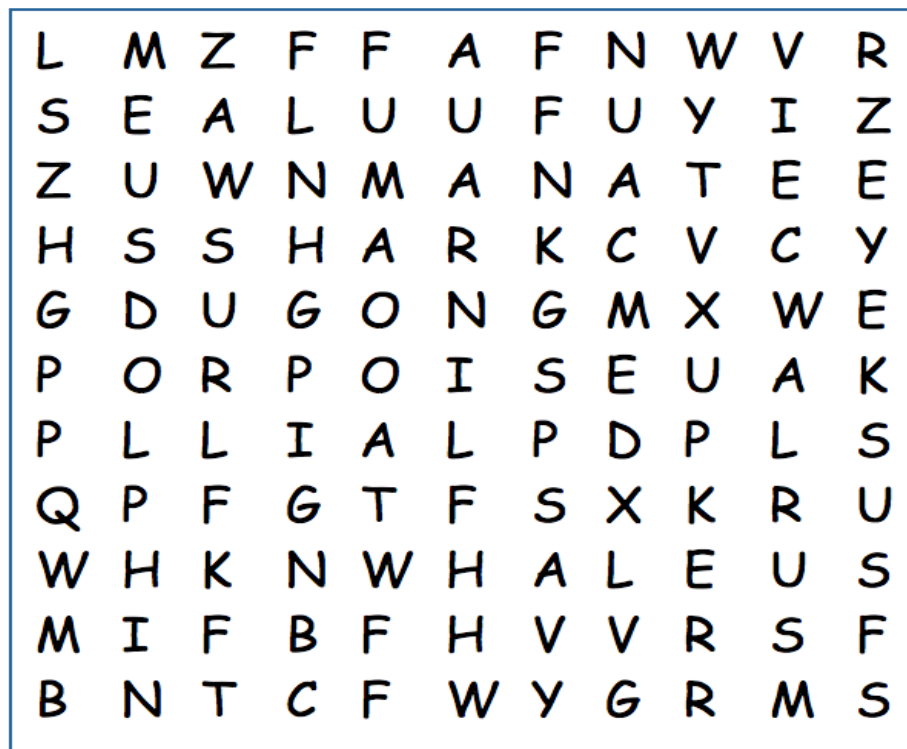 L M Z F F A F N W V R
S E A L U U F U Y I Z
Z U W N M A N A T E E
H S S H A R K C V C Y
G D U G O N G M X W E
P O R P O I S E U A K
P L L I A L P D P L S
Q P F G T F S X K R U
W H K N W H A L E U S
M I F B F H V V R S F
B N T C F W Y G R M S